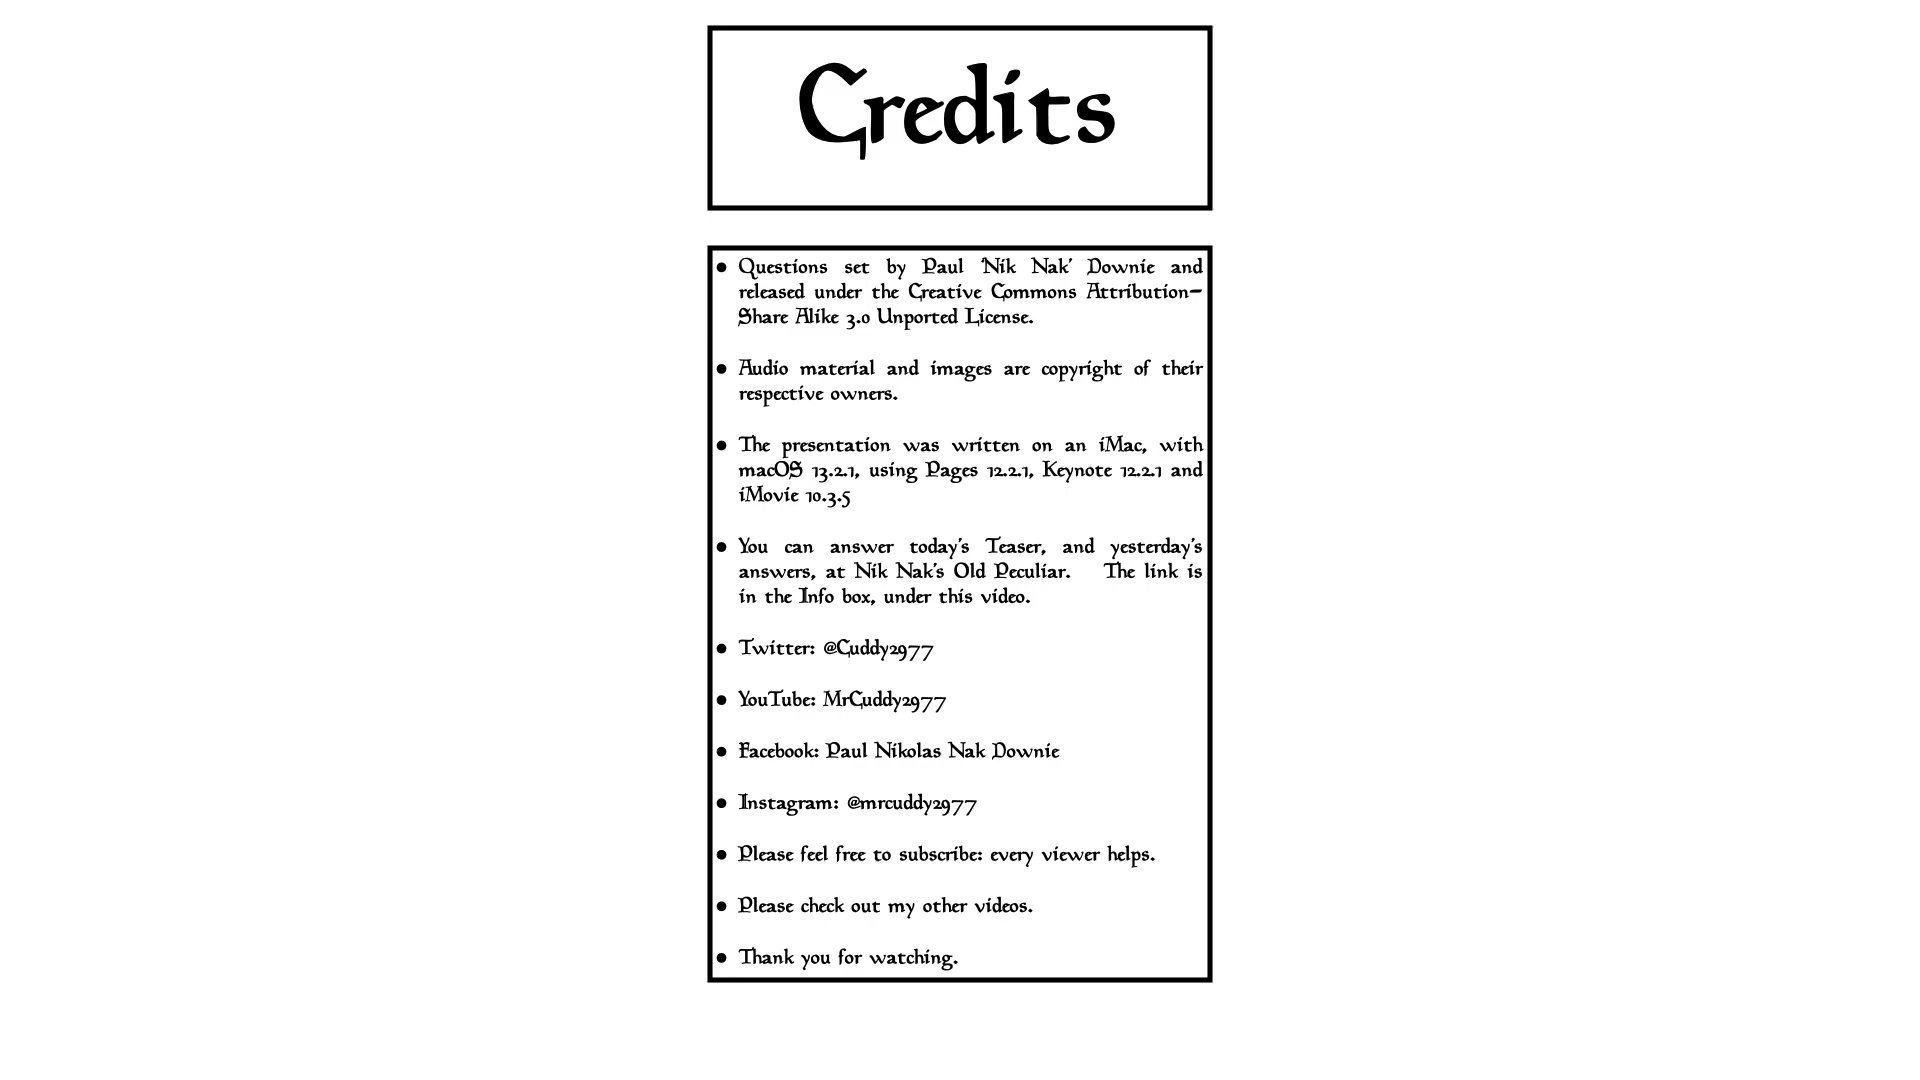 Credits
• Questions set by Paul 'Nik Nak' Downie and
released under the Creative Commons Attribution-
Share Alike 3.0 Unported License.
• Audio material and images are copyright of their
respective owners.
• The presentation was written on an iMac, with
macOS 13.2.1, using Pages 12.2.1, Keynote 12.2.1 and
iMovie 10.3.5
• You can answer today's Teaser, and yesterday's
answers, at Nik Nak's Old Peculiar. The link is
in the Info box, under this video.
• Twitter: @Cuddy2977
• YouTube: MrCuddy2977
• Facebook: Paul Nikolas Nak Downie
• Instagram: @mrcuddy2977
• Please feel free to subscribe: every viewer helps.
• Please check out my other videos.
• Thank you for watching.